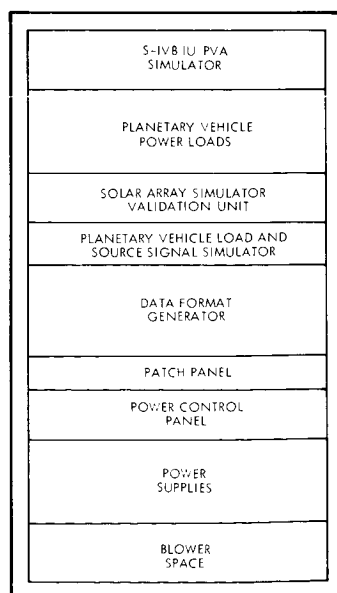 S-IVB IU PVA
SIMULATOR
PLANETARY VEHICLE
POWER LOADS
SOLAR ARRAY SIMULATOR
VALIDATION UNIT
PLANETARY VEHICLE LOAD AND
SOURCE SIGNAL SIMULATOR
DATA FORMAT
GENERATOR
PATCH PANEL
POWER CONTROL
PANEL
POWER
SUPPLIES
BLOWER
SPACE